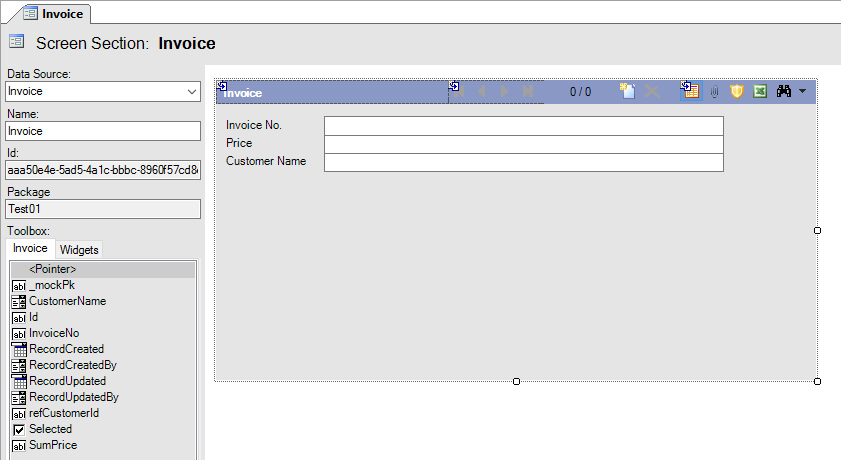 Invoice
Screen Section: Invoice
Data Source:
Invoice
Name:
Invoice
Id:
aaa50e4e-5ad5-4a1c-bbbc-8960f57cd8
Package
Test01
Toolbox:
Invoice Widgets
<Pointer>
_mockPk
CustomerName
Id
InvoiceNo
RecordCreated
RecordCreatedBy
RecordUpdated
RecordUpdatedBy
refCustomerId
Selected
SumPrice
Invoice 0 / 0
Invoice No.
Price
Customer Name